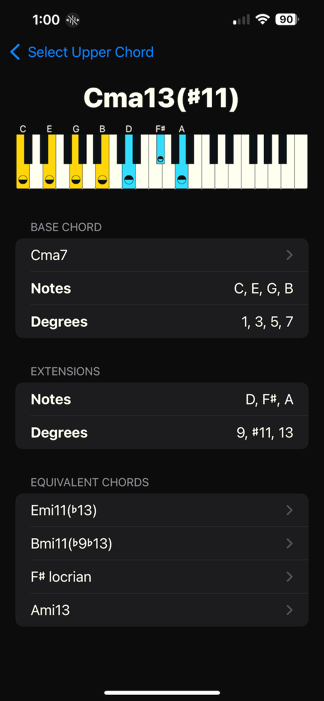 1:00 90
Select Upper Chord
Cma13(♯11)
C E G B D F# A
BASE CHORD
Cma7
Notes C, E, G, B
Degrees 1, 3, 5, 7
EXTENSIONS
Notes D, F#, A
Degrees 9, ♯11, 13
EQUIVALENT CHORDS
Emi11(♭13)
Bmi11(♭9♭13)
F# locrian
Ami13